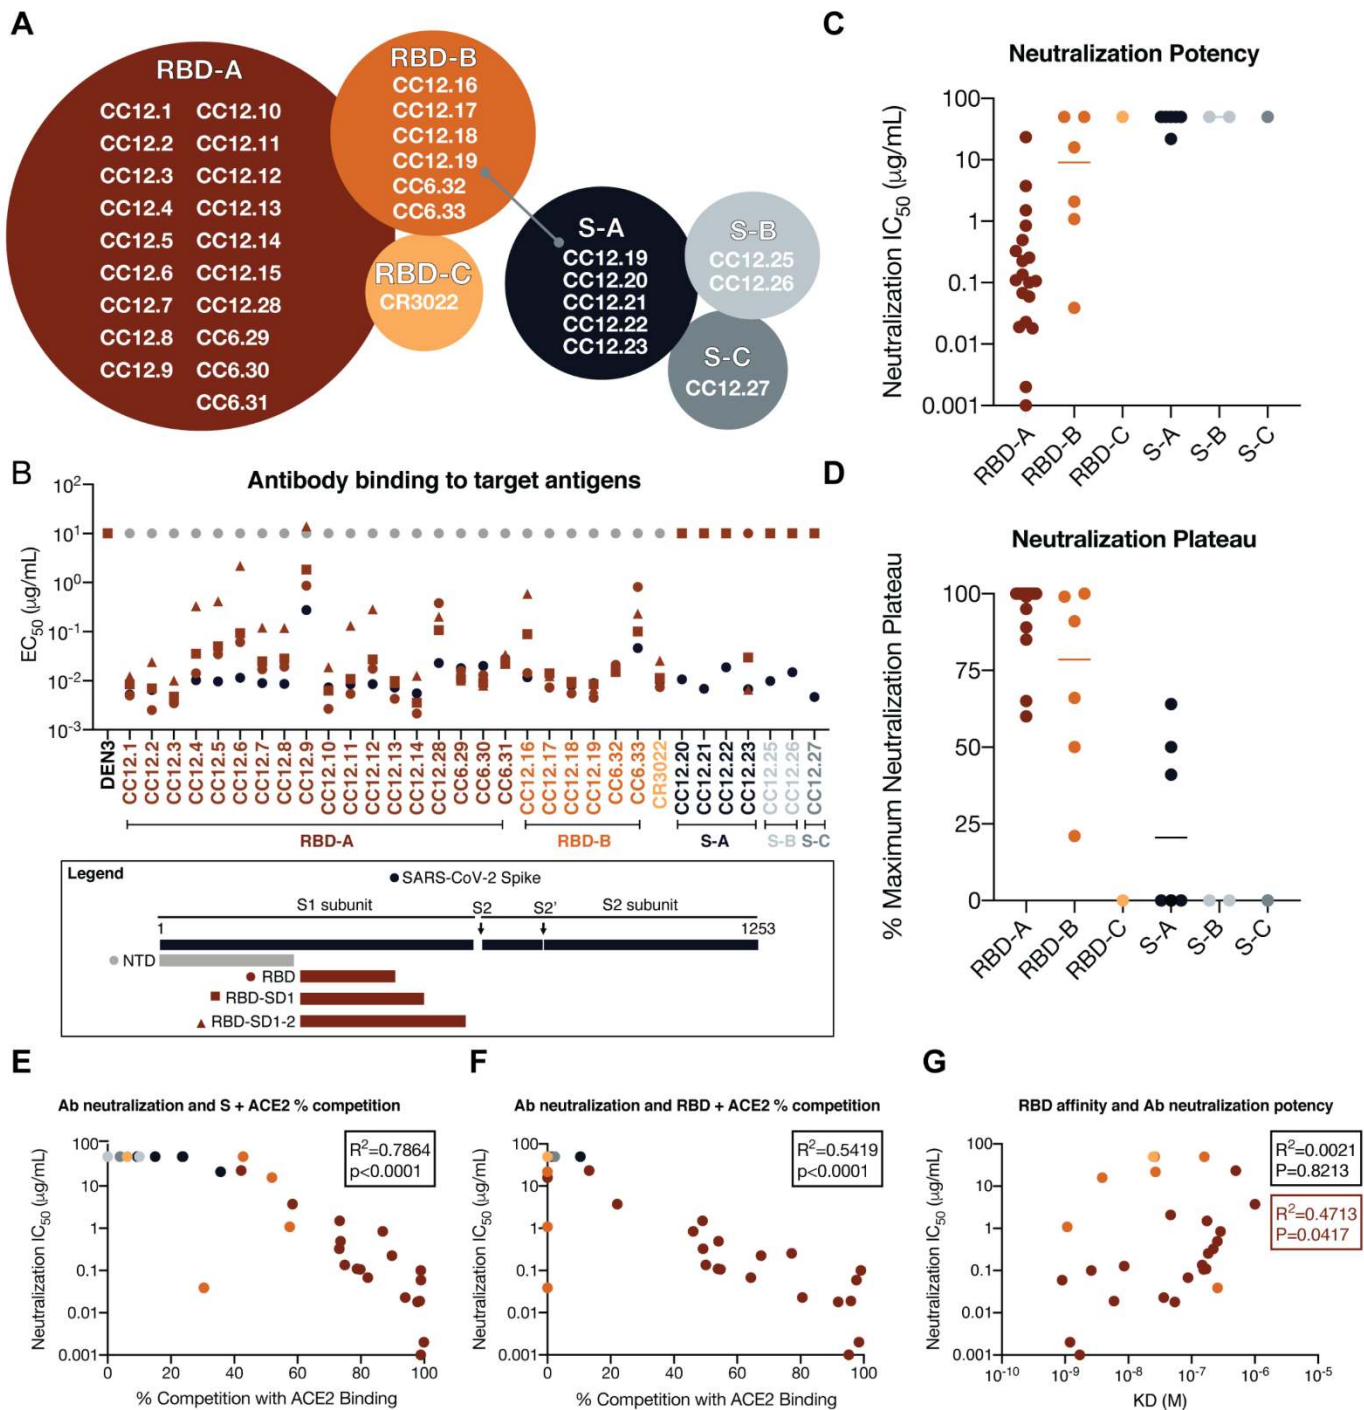 A
RBD-A
CC12.1 CC12.10
CC12.2 CC12.11
CC12.3 CC12.12
CC12.4 CC12.13
CC12.5 CC12.14
CC12.6 CC12.15
CC12.7 CC12.28
CC12.8 CC6.29
CC12.9 CC6.30
CC6.31
RBD-B
CC12.16
CC12.17
CC12.18
CC12.19
CC6.32
CC6.33
RBD-C
CR3022
S-A
CC12.19
CC12.20
CC12.21
CC12.22
CC12.23
S-B
CC12.25
CC12.26
S-C
CC12.27
B
Antibody binding to target antigens
EC50 (μg/mL)
10²
10¹
10⁰
10⁻¹
10⁻²
10⁻³
DEN3
CC12.1
CC12.2
CC12.3
CC12.4
CC12.5
CC12.6
CC12.7
CC12.8
CC12.9
CC12.10
CC12.11
CC12.12
CC12.13
CC12.14
CC12.28
CC6.29
CC6.30
CC6.31
CC12.16
CC12.17
CC12.18
CC12.19
CC6.32
CC6.33
CR3022
CC12.20
CC12.21
CC12.22
CC12.23
CC12.25
CC12.26
CC12.27
RBD-A RBD-B S-A S-B S-C
Legend
SARS-CoV-2 Spike
S1 subunit S2 S2' S2 subunit
1 1253
NTD
RBD
RBD-SD1
RBD-SD1-2
C
Neutralization Potency
Neutralization IC50 (μg/mL)
100
10
1
0.1
0.01
0.001
RBD-A RBD-B RBD-C S-A S-B S-C
D
Neutralization Plateau
% Maximum Neutralization Plateau
100
75
50
25
0
RBD-A RBD-B RBD-C S-A S-B S-C
E
Ab neutralization and S + ACE2 % competition
Neutralization IC50 (μg/mL)
100
10
1
0.1
0.01
0.001
R²=0.7864
p<0.0001
0 20 40 60 80 100
% Competition with ACE2 Binding
F
Ab neutralization and RBD + ACE2 % competition
Neutralization IC50 (μg/mL)
100
10
1
0.1
0.01
0.001
R²=0.5419
p<0.0001
0 20 40 60 80 100
% Competition with ACE2 Binding
G
RBD affinity and Ab neutralization potency
Neutralization IC50 (μg/mL)
100
10
1
0.1
0.01
0.001
R²=0.0021
P=0.8213
R²=0.4713
P=0.0417
10⁻¹⁰ 10⁻⁹ 10⁻⁸ 10⁻⁷ 10⁻⁶ 10⁻⁵
KD (M)